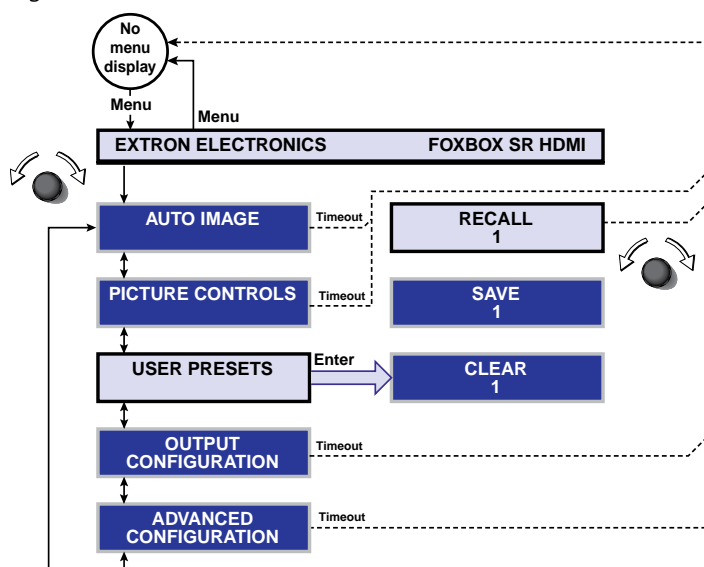 No
menu
display
Menu
Menu
EXTRON ELECTRONICS FOXBOX SR HDMI
AUTO IMAGE
Timeout
RECALL
1
PICTURE CONTROLS
Timeout
SAVE
1
USER PRESETS
Enter
CLEAR
1
OUTPUT
CONFIGURATION
Timeout
ADVANCED
CONFIGURATION
Timeout